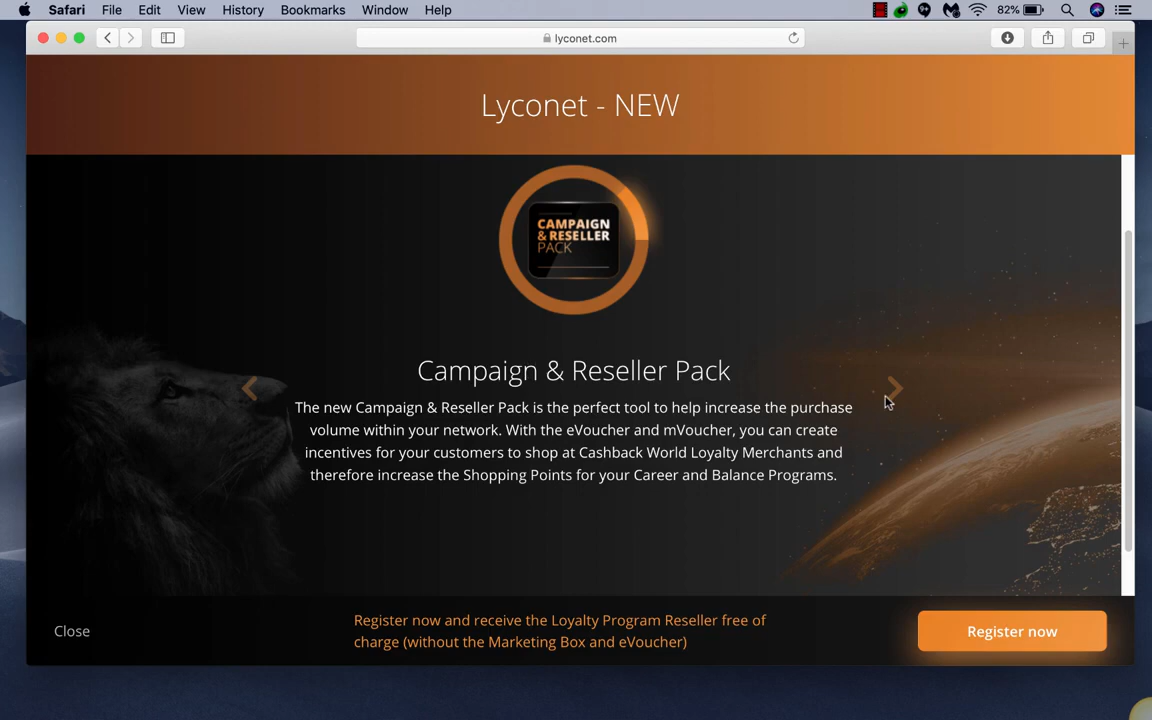 Safari File Edit View History Bookmarks Window Help 82%
lyconet.com
Lyconet - NEW
CAMPAIGN
& RESELLER
PACK
Campaign & Reseller Pack
The new Campaign & Reseller Pack is the perfect tool to help increase the purchase
volume within your network. With the eVoucher and mVoucher, you can create
incentives for your customers to shop at Cashback World Loyalty Merchants and
therefore increase the Shopping Points for your Career and Balance Programs.
Close
Register now and receive the Loyalty Program Reseller free of
charge (without the Marketing Box and eVoucher)
Register now